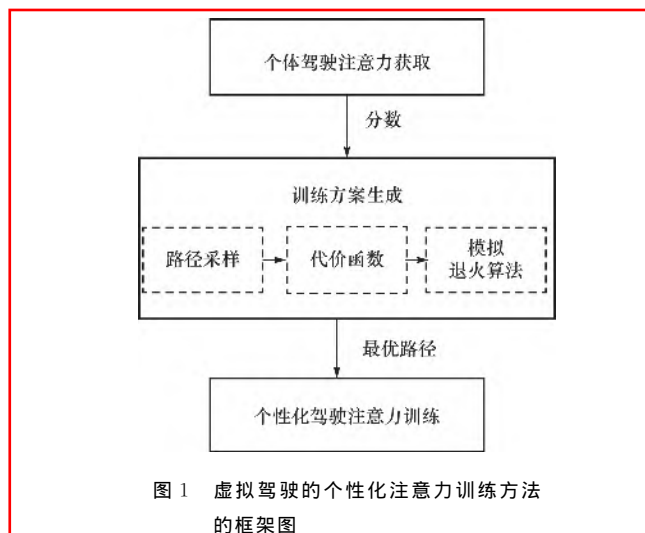 个体驾驶注意力获取
分数
训练方案生成
路径采样
代价函数
模拟
退火算法
最优路径
个性化驾驶注意力训练
图 1 虚拟驾驶的个性化注意力训练方法
的框架图